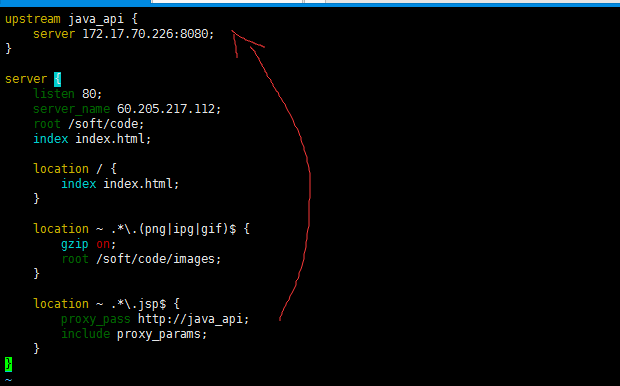 upstream java_api {
    server 172.17.70.226:8080;
}
server {
    listen 80;
    server_name 60.205.217.112;
    root /soft/code;
    index index.html;
    location / {
        index index.html;
    }
    location ~ .*\.(png|ipg|gif)$ {
        gzip on;
        root /soft/code/images;
    }
    location ~ .*\.jsp$ {
        proxy_pass http://java_api;
        include proxy_params;
    }
}
~